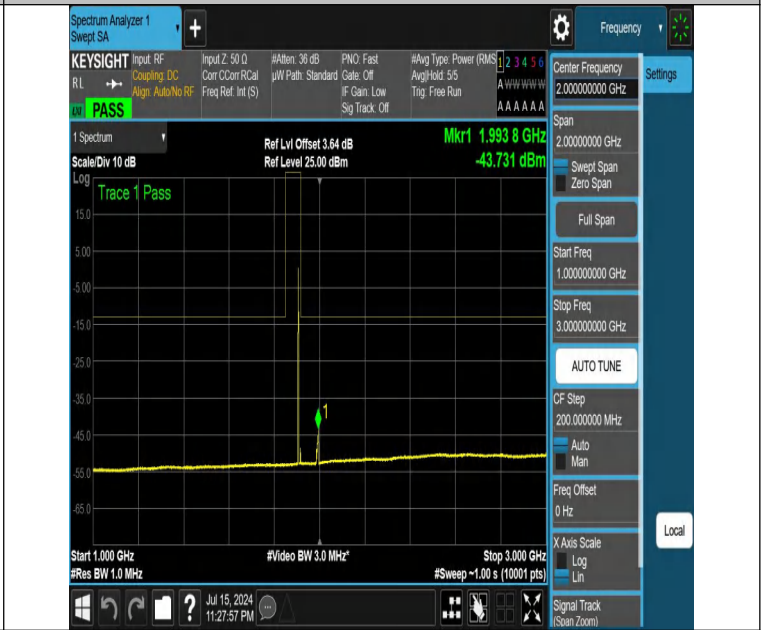 Spectrum Analyzer 1
Swept SA
+
Frequency
KEYSIGHT
RL
PASS
Input: RF
Coupling: DC
Align: Auto/No RF
Input Z: 50 Ω
Corr CCorr RCal
Freq Ref: Int (S)
#Atten: 36 dB
µW Path: Standard
PNO: Fast
Gate: Off
IF Gain: Low
Sig Track: Off
#Avg Type: Power (RMS
Avg|Hold: 5/5
Trig: Free Run
1 2 3 4 5 6
A W W W W W
A A A A A A
Center Frequency
2.000000000 GHz
Settings
Span
2.00000000 GHz
Swept Span
Zero Span
Full Span
Start Freq
1.000000000 GHz
Stop Freq
3.000000000 GHz
AUTO TUNE
CF Step
200.000000 MHz
Auto
Man
Freq Offset
0 Hz
X Axis Scale
Log
Lin
Signal Track
(Span Zoom)
Local
1 Spectrum
Scale/Div 10 dB
Log
Ref Lvl Offset 3.64 dB
Ref Level 25.00 dBm
Mkr1 1.993 8 GHz
-43.731 dBm
Trace 1 Pass
15.0
5.00
-5.00
-15.0
-25.0
-35.0
-45.0
-55.0
-65.0
1
Start 1.000 GHz
#Res BW 1.0 MHz
#Video BW 3.0 MHz*
Stop 3.000 GHz
#Sweep ~1.00 s (10001 pts)
?
Jul 15, 2024
11:27:57 PM